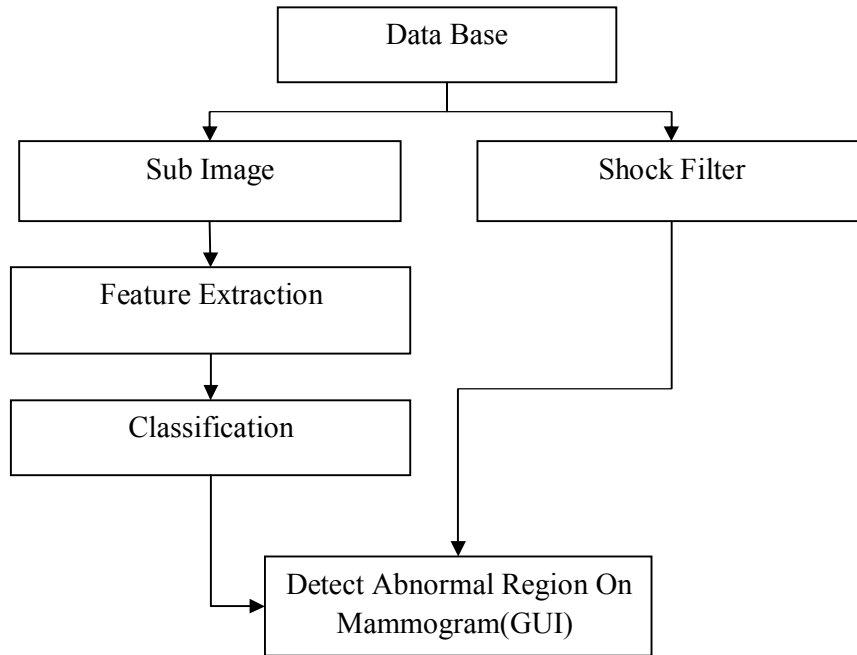 Data Base
Sub Image
Shock Filter
Feature Extraction
Classification
Detect Abnormal Region On
Mammogram(GUI)